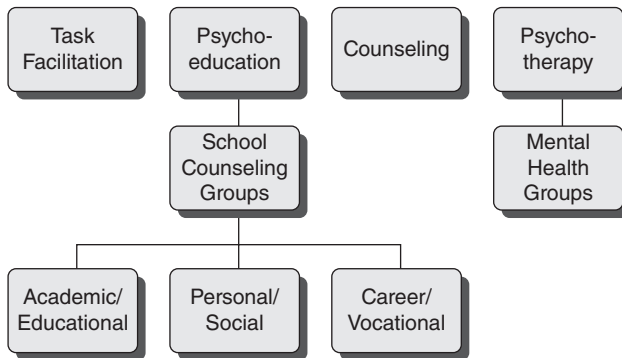 Task
Facilitation
Psycho-
education
Counseling
Psycho-
therapy
School
Counseling
Groups
Mental
Health
Groups
Academic/
Educational
Personal/
Social
Career/
Vocational